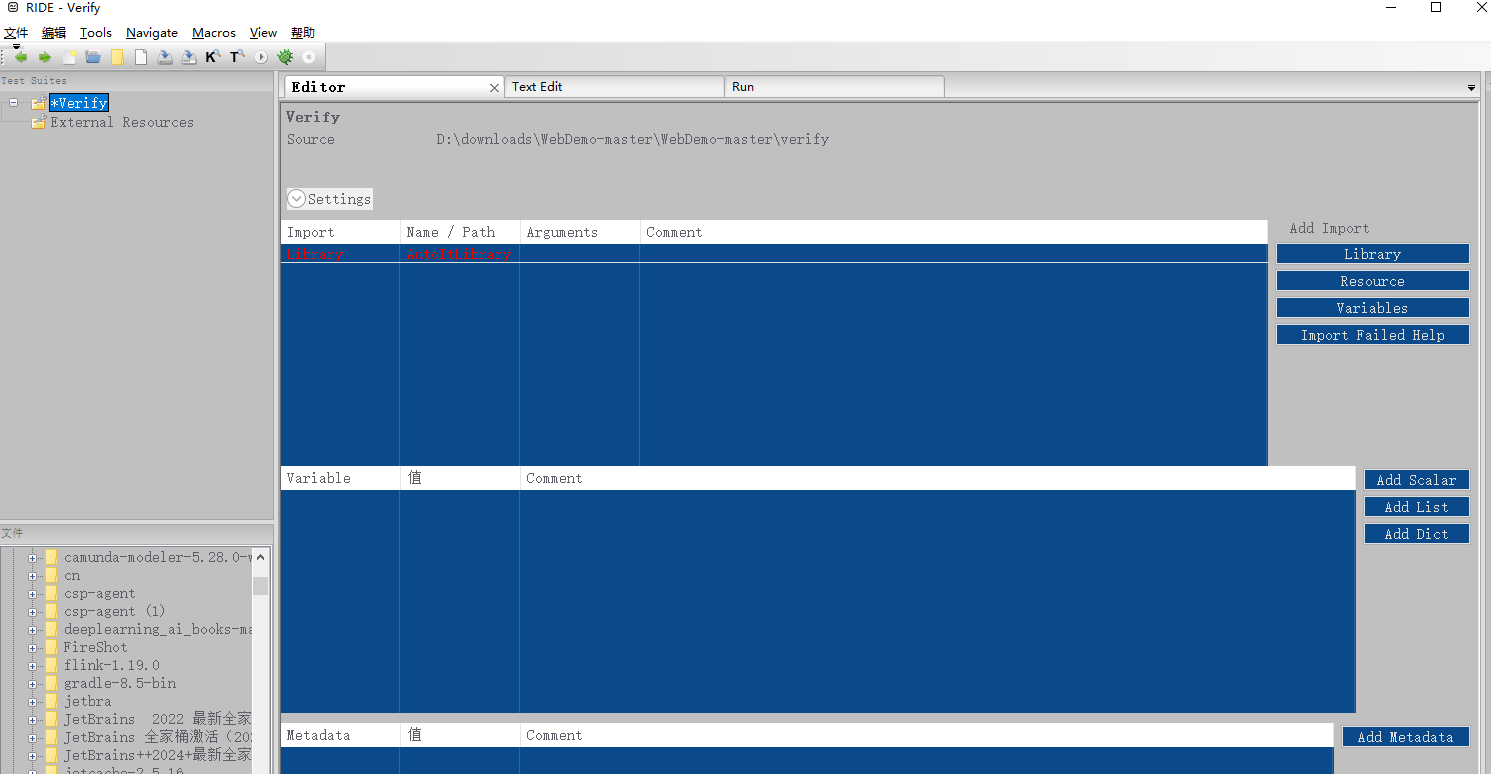 RIDE - Verify
文件 编辑 Tools Navigate Macros View 帮助
K T
Test Suites
*Verify
External Resources
Editor Text Edit Run
Verify
Source D:\downloads\WebDemo-master\WebDemo-master\verify
Settings
Import Name / Path Arguments Comment
Library AutoItLibrary
Add Import
Library
Resource
Variables
Import Failed Help
Variable 值 Comment
Add Scalar
Add List
Add Dict
Metadata 值 Comment
Add Metadata
文件
camunda-modeler-5.28.0-w
cn
csp-agent
csp-agent (1)
deeplearning_ai_books-ma
FireShot
flink-1.19.0
gradle-8.5-bin
jetbra
JetBrains 2022 最新全家
JetBrains 全家桶激活（202
JetBrains++2024+最新全家
jetcache-2.5.16